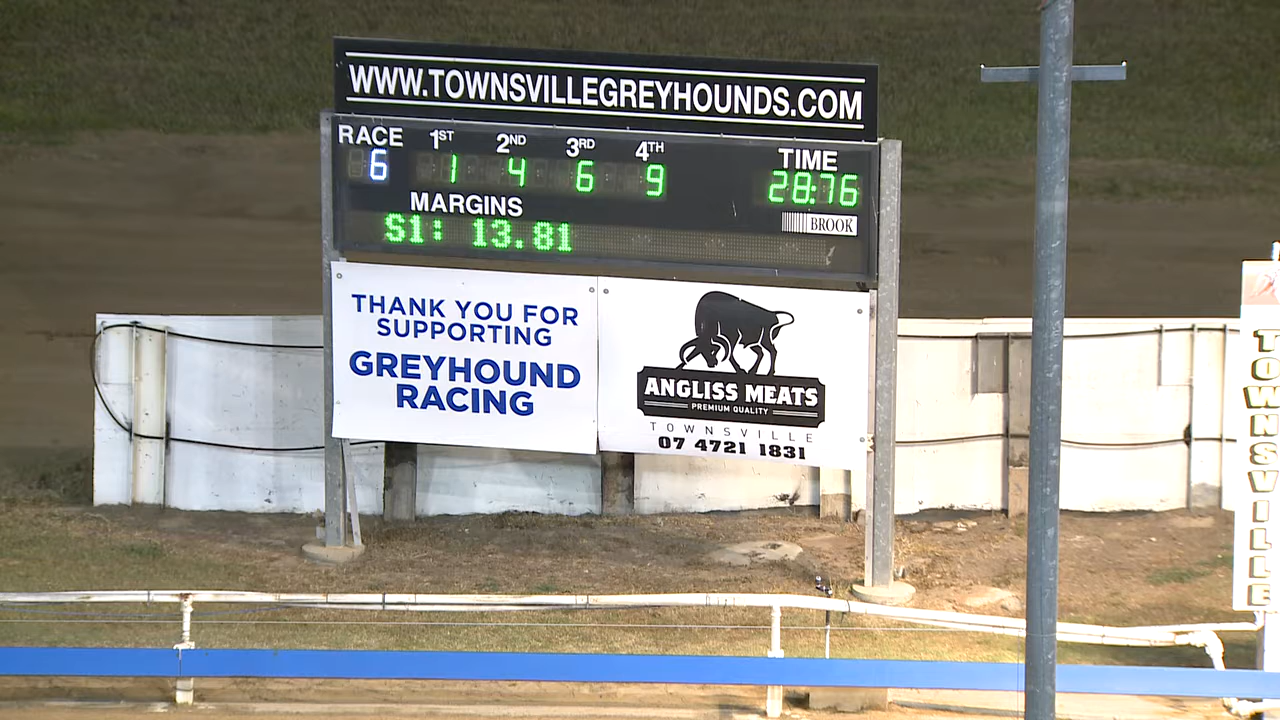 WWW.TOWNSVILLEGREYHOUNDS.COM
RACE 1ST 2ND 3RD 4TH TIME
6 1 4 6 9 28:76
MARGINS
BROOK
S1: 13.81
THANK YOU FOR
SUPPORTING
GREYHOUND
RACING
ANGLISS MEATS
PREMIUM QUALITY
TOWNSVILLE
07 4721 1831
TOWNSVILLE